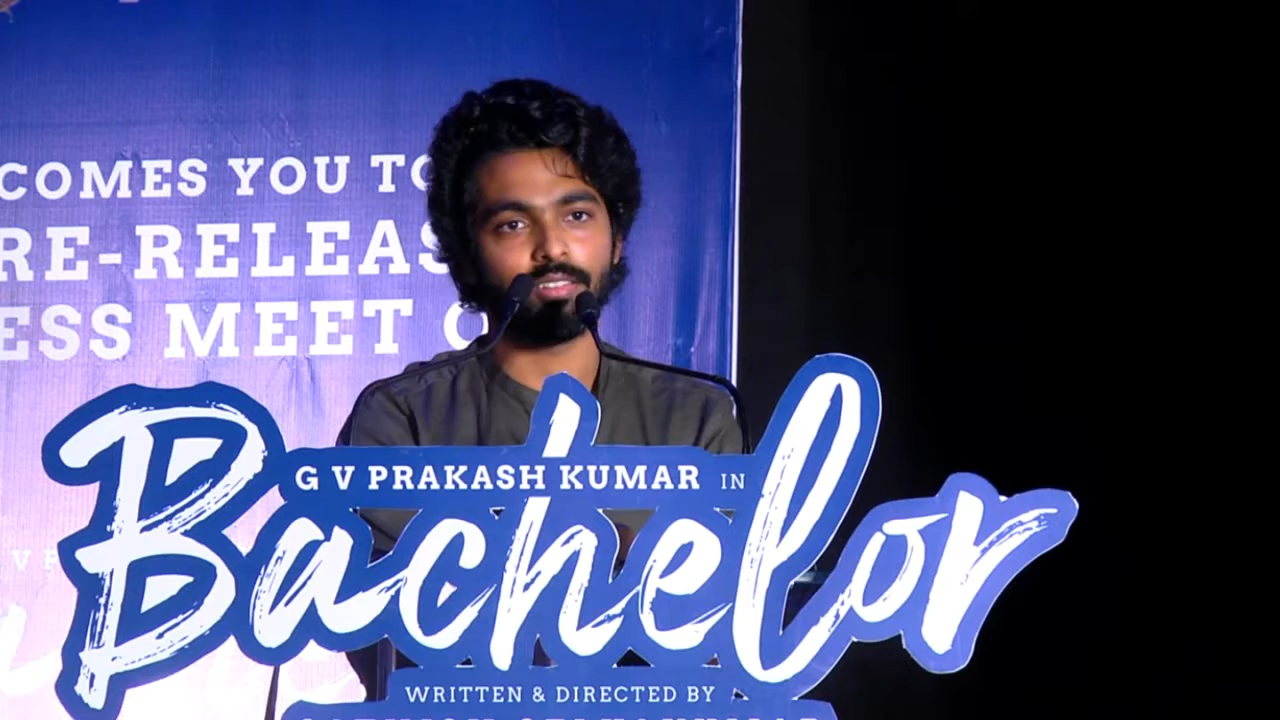 COMES YOU TO
RE-RELEAS
ESS MEET O
G V PRAKASH KUMAR IN
Bachelor
WRITTEN & DIRECTED BY